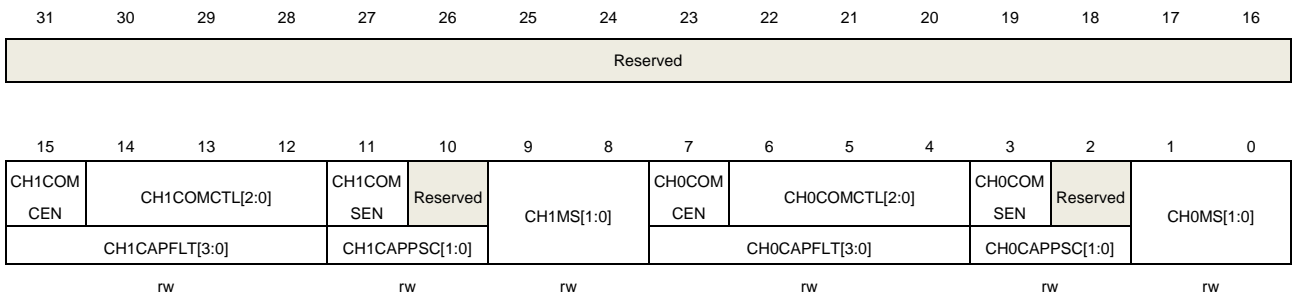 31 30 29 28 27 26 25 24 23 22 21 20 19 18 17 16
Reserved
15 14 13 12 11 10 9 8 7 6 5 4 3 2 1 0
CH1COM CEN CH1COMCTL[2:0] CH1COM SEN Reserved CH1MS[1:0] CH0COM CEN CH0COMCTL[2:0] CH0COM SEN Reserved CH0MS[1:0]
CH1CAPFLT[3:0] CH1CAPPSC[1:0] CH0CAPFLT[3:0] CH0CAPPSC[1:0]
rw rw rw rw rw rw